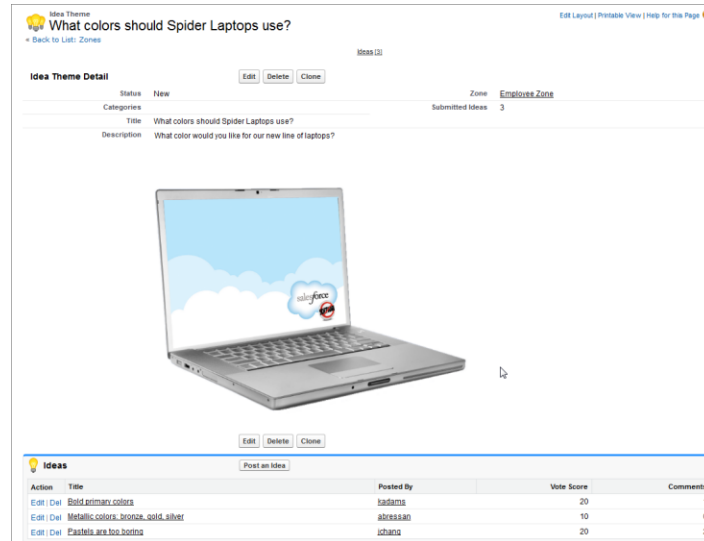 Idea Theme
What colors should Spider Laptops use?
Edit Layout | Printable View | Help for this Page
« Back to List: Zones
Ideas [3]
Idea Theme Detail
Edit Delete Clone
Status New Zone Employee Zone
Categories Submitted Ideas 3
Title What colors should Spider Laptops use?
Description What color would you like for our new line of laptops?
salesforce
Edit Delete Clone
Ideas
Post an Idea
Action Title Posted By Vote Score Comments
Edit | Del Bold primary colors kadams 20
Edit | Del Metallic colors: bronze, gold, silver abressan 10
Edit | Del Pastels are too boring jchang 20